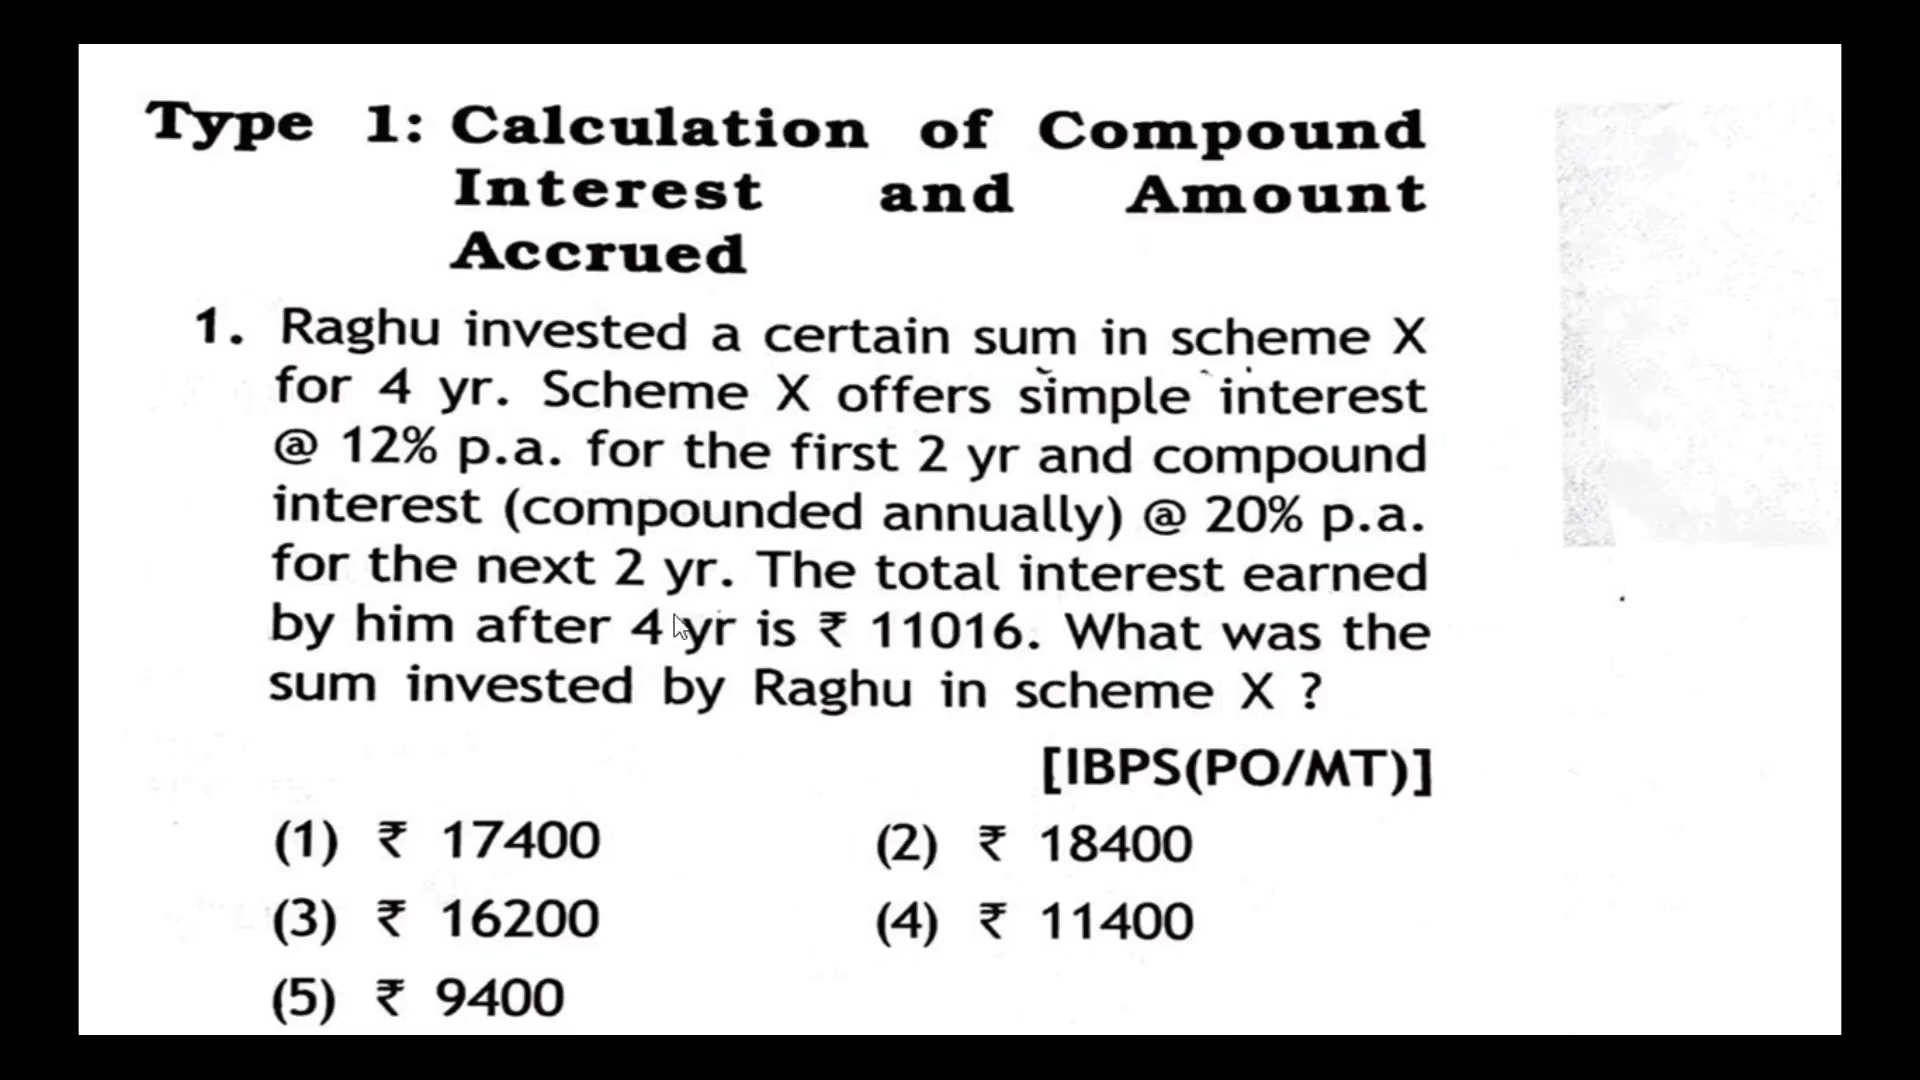 Type 1: Calculation of Compound
Interest and Amount
Accrued
1. Raghu invested a certain sum in scheme X
for 4 yr. Scheme X offers simple interest
@ 12% p.a. for the first 2 yr and compound
interest (compounded annually) @ 20% p.a.
for the next 2 yr. The total interest earned
by him after 4 yr is ₹ 11016. What was the
sum invested by Raghu in scheme X ?
[IBPS(PO/MT)]
(1) ₹ 17400 (2) ₹ 18400
(3) ₹ 16200 (4) ₹ 11400
(5) ₹ 9400